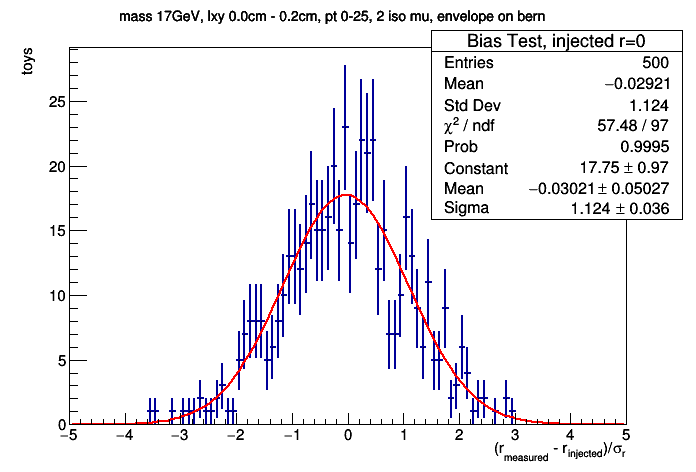 mass 17GeV, lxy 0.0cm - 0.2cm, pt 0-25, 2 iso mu, envelope on bern
Bias Test, injected r=0
Entries 500
Mean −0.02921
Std Dev 1.124
χ² / ndf 57.48 / 97
Prob 0.9995
Constant 17.75 ± 0.97
Mean −0.03021 ± 0.05027
Sigma 1.124 ± 0.036
toys
25
20
15
10
5
0
−5 −4 −3 −2 −1 0 1 2 3 4 5
(r_measured - r_injected)/σ_r